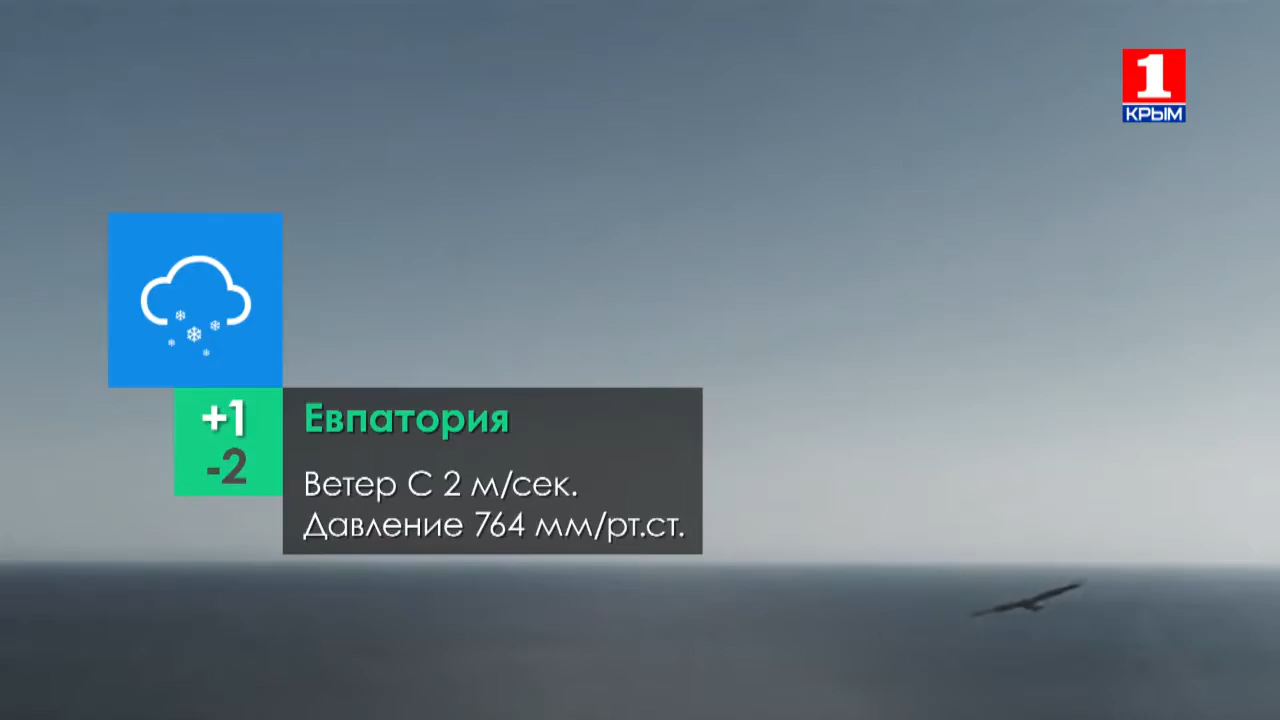 1
КРЫМ
+1
-2
Евпатория
Ветер С 2 м/сек.
Давление 764 мм/рт.ст.